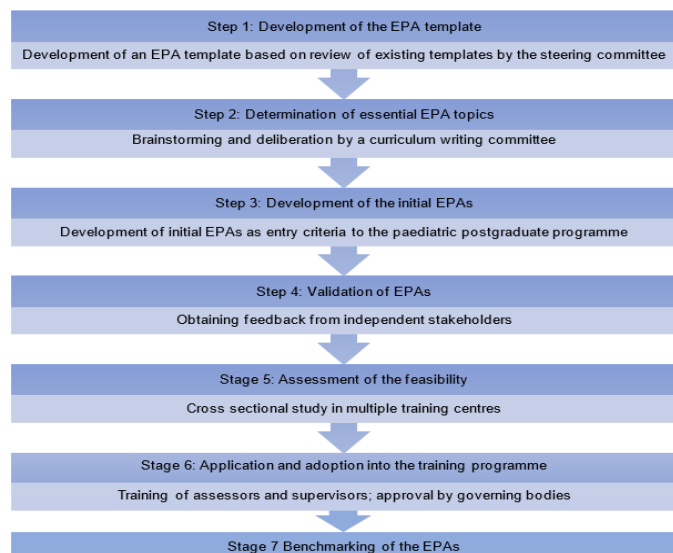 Step 1: Development of the EPA template
Development of an EPA template based on review of existing templates by the steering committee
Step 2: Determination of essential EPA topics
Brainstorming and deliberation by a curriculum writing committee
Step 3: Development of the initial EPAs
Development of initial EPAs as entry criteria to the paediatric postgraduate programme
Step 4: Validation of EPAs
Obtaining feedback from independent stakeholders
Stage 5: Assessment of the feasibility
Cross sectional study in multiple training centres
Stage 6: Application and adoption into the training programme
Training of assessors and supervisors; approval by governing bodies
Stage 7 Benchmarking of the EPAs